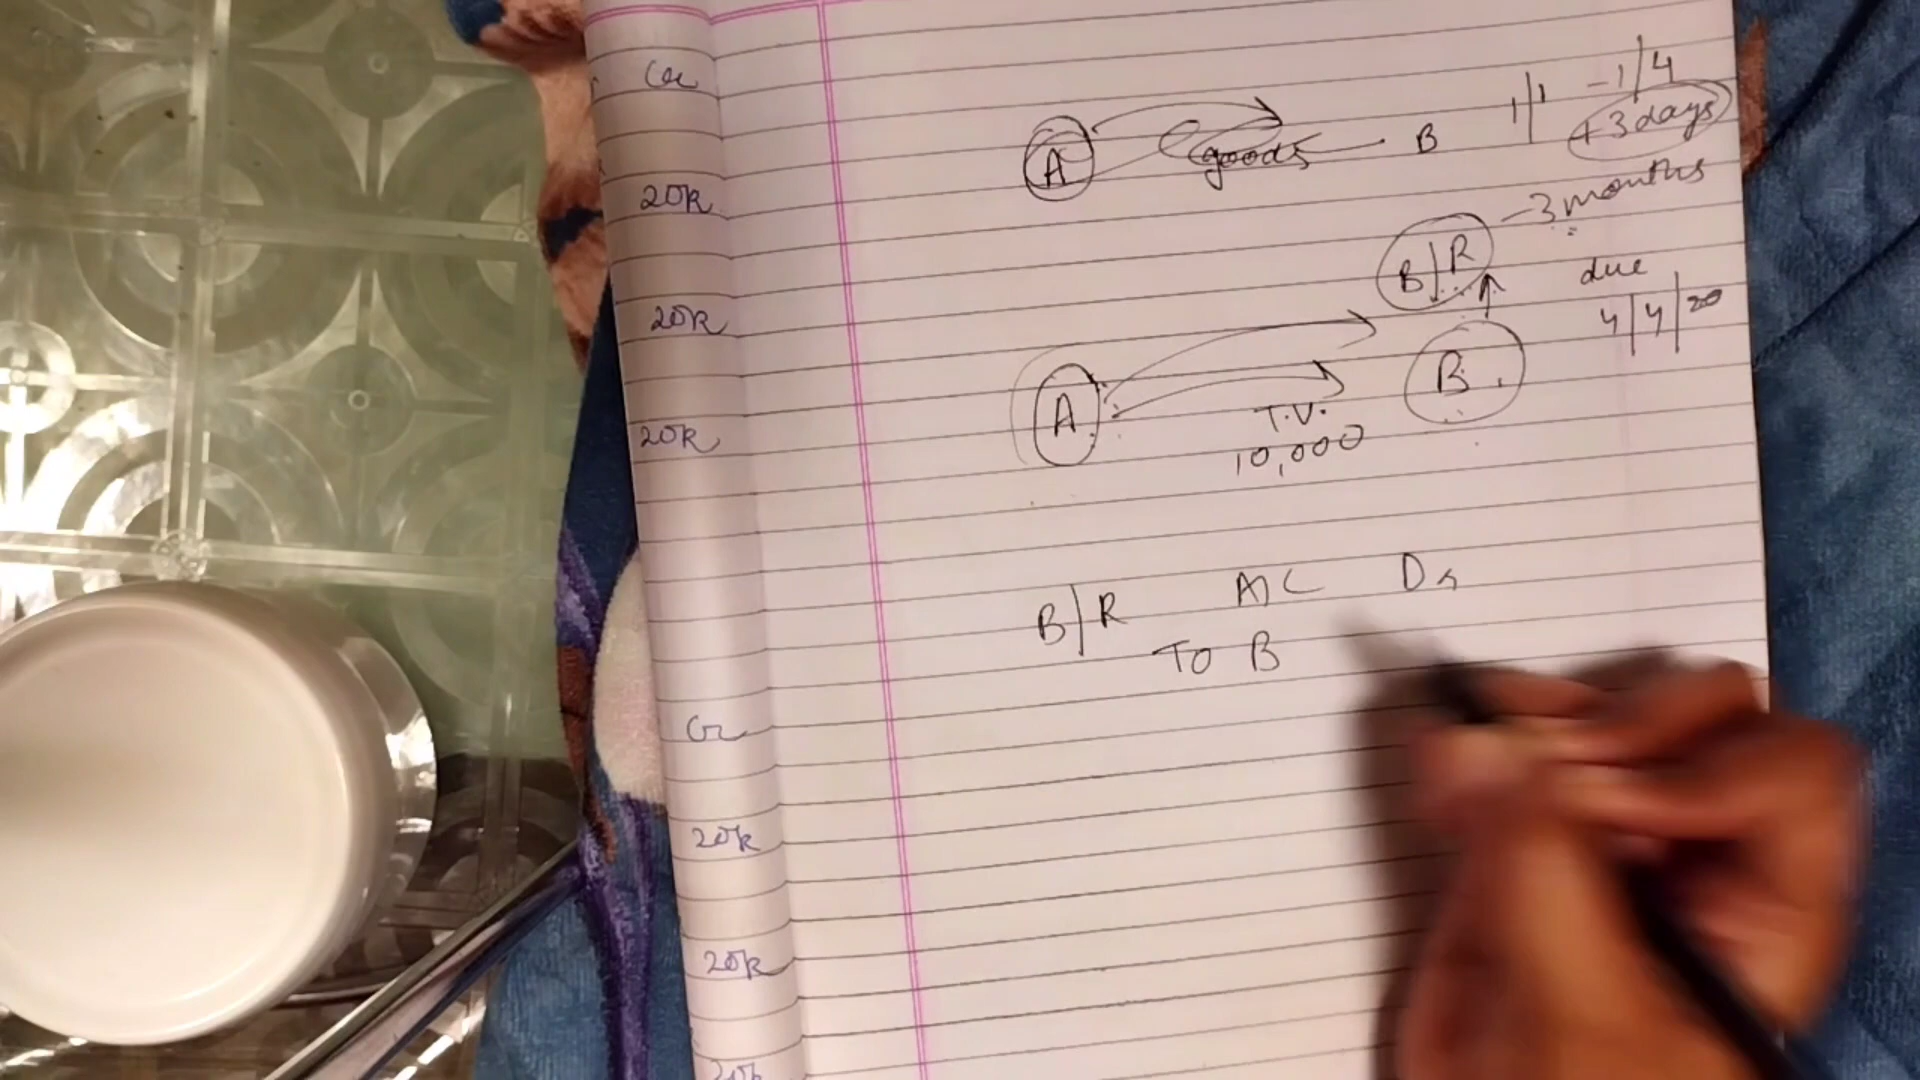 Cr
20k
20k
20k
Cr
20k
20k
20k
A goods B 1/1 - 1/4
+3 days
B/R - 3 months
due
4/4/20
A T.V. B
10,000
B/R A/C Dr
To B